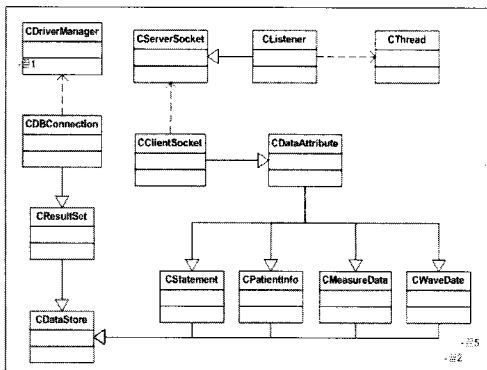 CDriverManager
CServerSocket
CListener
CThread
CDBConnection
CClientSocket
CDataAttribute
CResultSet
CStatement
CPatientInfo
CMeasureData
CWaveDate
CDataStore